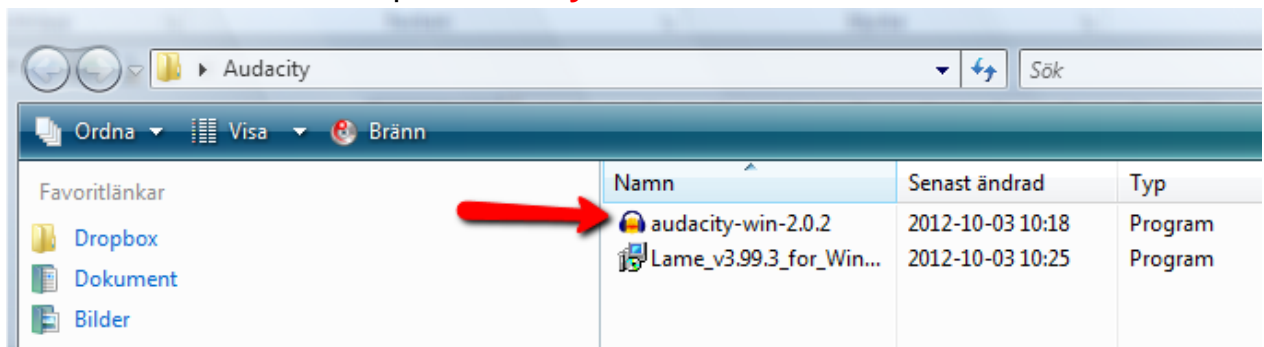 Audacity Sök
Ordna Visa Bränn
Favoritlänkar
Dropbox
Dokument
Bilder
Namn Senast ändrad Typ
audacity-win-2.0.2 2012-10-03 10:18 Program
Lame_v3.99.3_for_Win... 2012-10-03 10:25 Program